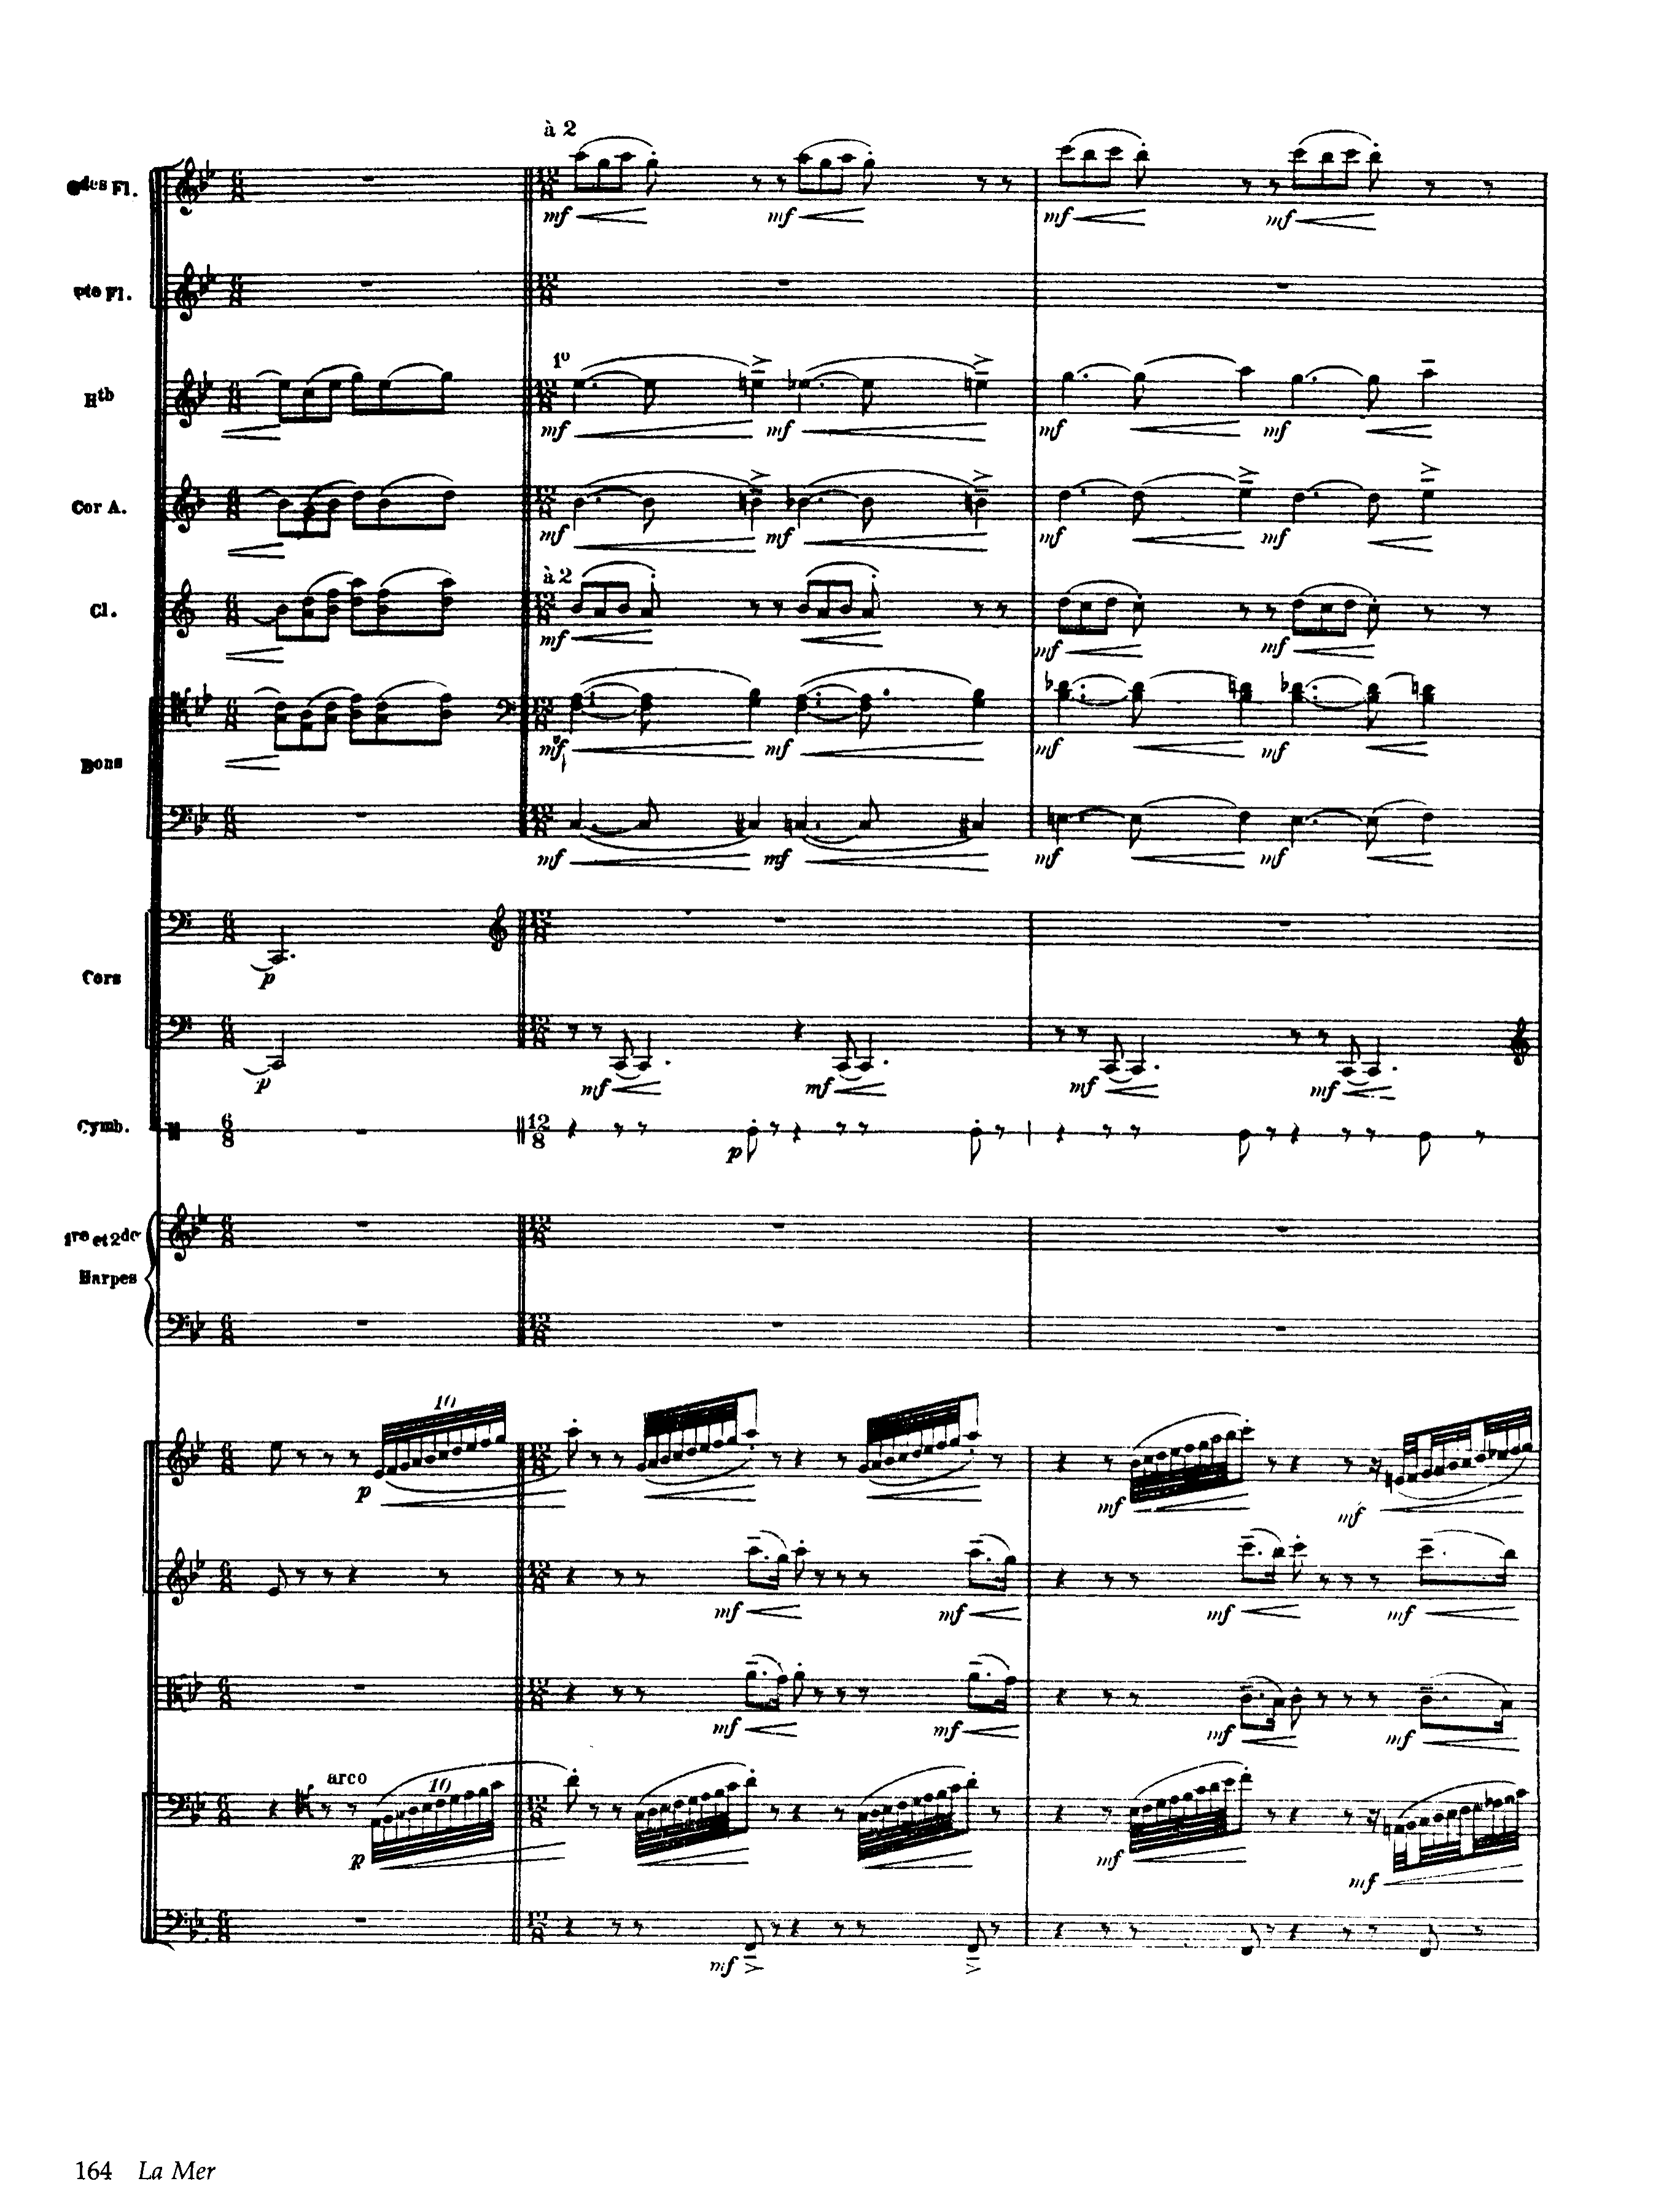 à 2
Gdes Fl.
mf mf mf mf
Pte Fl.
1o
Htb
mf mf mf mf
Cor A.
mf mf mf mf
à 2
Cl.
mf mf mf
mf mf mf mf
Bons
mf mf mf mf
p
Cors
p mf mf mf mf
Cymb. 6 8 12 8
p
1re et 2de
Harpes
10
p mf mf
mf mf mf mf
mf mf mf mf
arco 10
p mf mf
mf
164 La Mer